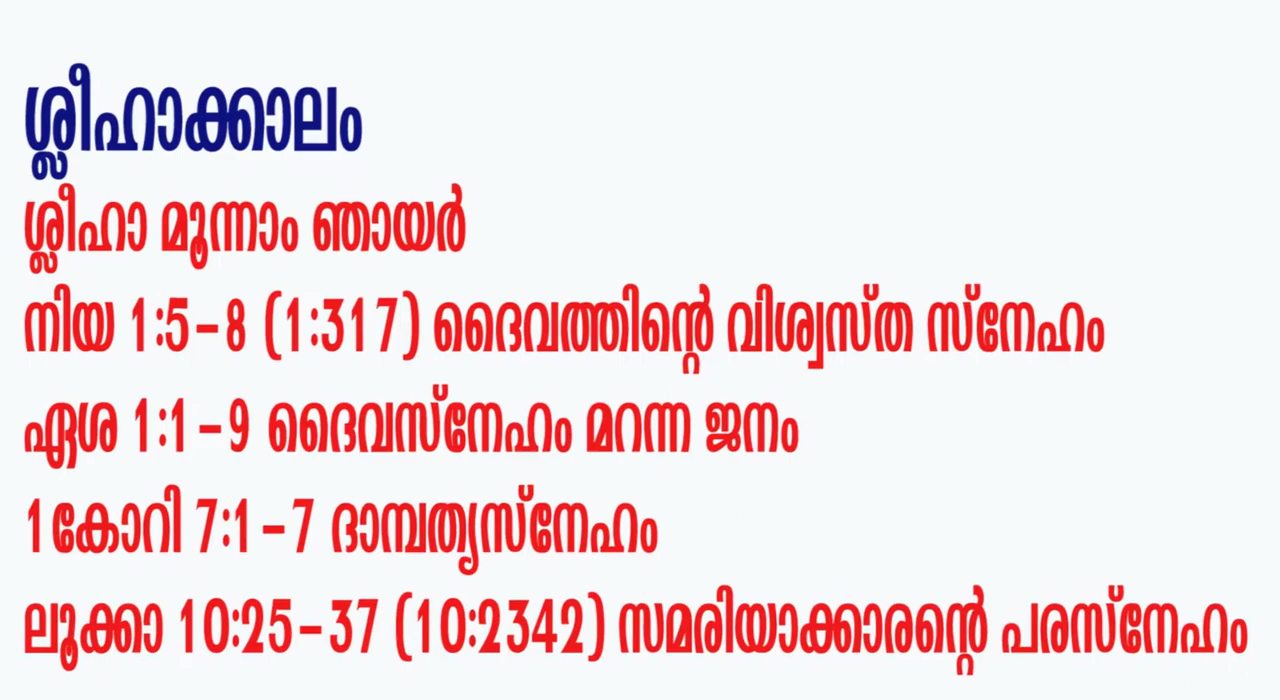 ശ്ലീഹാക്കാലം
ശ്ലീഹാ മൂന്നാം ഞായർ
നിയ 1:5-8 (1:317) ദൈവത്തിന്റെ വിശ്വസ്ത സ്നേഹം
ഏശ 1:1-9 ദൈവസ്നേഹം മറന്ന ജനം
1കോറി 7:1-7 ദാമ്പത്യസ്നേഹം
ലൂക്കാ 10:25-37 (10:2342) സമരിയാക്കാരന്റെ പരസ്നേഹം